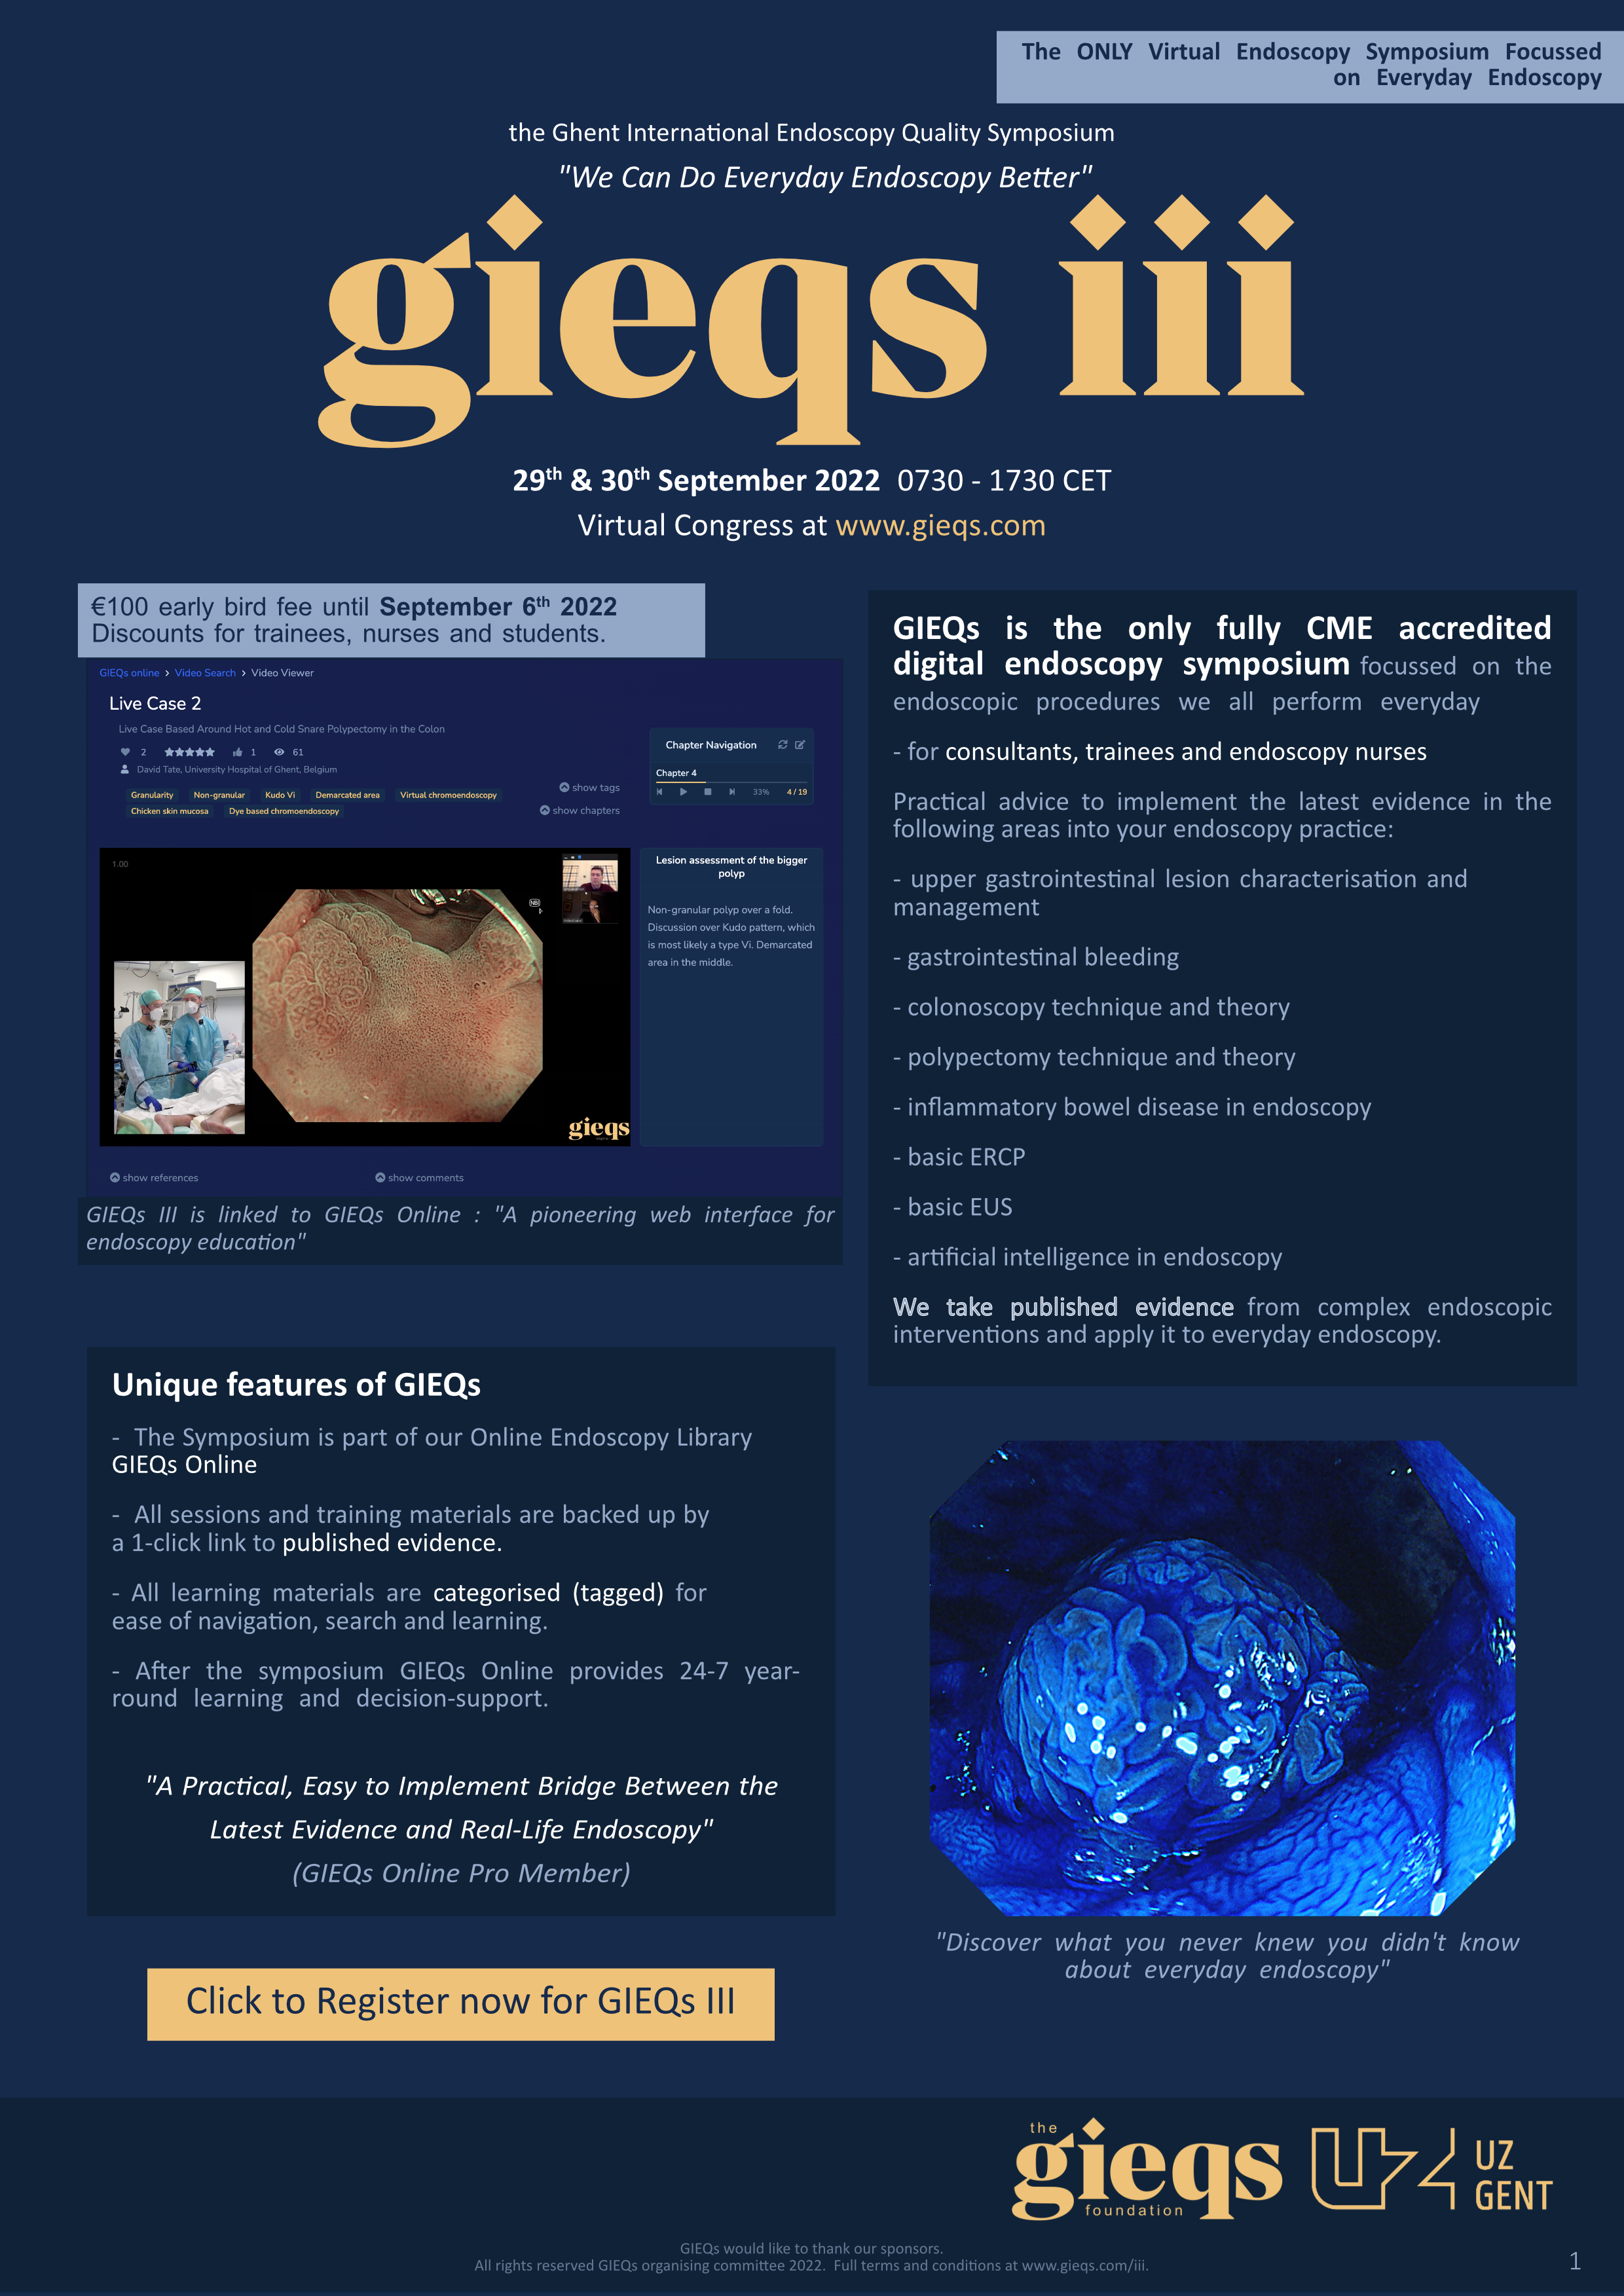 The ONLY Virtual Endoscopy Symposium Focussed
on Everyday Endoscopy
the Ghent International Endoscopy Quality Symposium
"We Can Do Everyday Endoscopy Better"
gieqs iii
29th & 30th September 2022 0730 - 1730 CET
Virtual Congress at www.gieqs.com
€100 early bird fee until September 6th 2022
Discounts for trainees, nurses and students.
GIEQs online › Video Search › Video Viewer
Live Case 2
Live Case Based Around Hot and Cold Snare Polypectomy in the Colon
2 1 61
David Tate, University Hospital of Ghent, Belgium
Granularity Non-granular Kudo Vi Demarcated area Virtual chromoendoscopy
Chicken skin mucosa Dye based chromoendoscopy
show tags
show chapters
Chapter Navigation
Chapter 4
33% 4 / 19
1.00
NBI
gieqs
Lesion assessment of the bigger
polyp
Non-granular polyp over a fold.
Discussion over Kudo pattern, which
is most likely a type Vi. Demarcated
area in the middle.
show references show comments
GIEQs III is linked to GIEQs Online : "A pioneering web interface for
endoscopy education"
GIEQs is the only fully CME accredited
digital endoscopy symposium focussed on the
endoscopic procedures we all perform everyday
- for consultants, trainees and endoscopy nurses
Practical advice to implement the latest evidence in the
following areas into your endoscopy practice:
- upper gastrointestinal lesion characterisation and
management
- gastrointestinal bleeding
- colonoscopy technique and theory
- polypectomy technique and theory
- inflammatory bowel disease in endoscopy
- basic ERCP
- basic EUS
- artificial intelligence in endoscopy
We take published evidence from complex endoscopic
interventions and apply it to everyday endoscopy.
Unique features of GIEQs
- The Symposium is part of our Online Endoscopy Library
GIEQs Online
- All sessions and training materials are backed up by
a 1-click link to published evidence.
- All learning materials are categorised (tagged) for
ease of navigation, search and learning.
- After the symposium GIEQs Online provides 24-7 year-
round learning and decision-support.
"A Practical, Easy to Implement Bridge Between the
Latest Evidence and Real-Life Endoscopy"
(GIEQs Online Pro Member)
"Discover what you never knew you didn't know
about everyday endoscopy"
Click to Register now for GIEQs III
the
gieqs
foundation
UZ
UZ
GENT
GIEQs would like to thank our sponsors.
All rights reserved GIEQs organising committee 2022. Full terms and conditions at www.gieqs.com/iii.
1